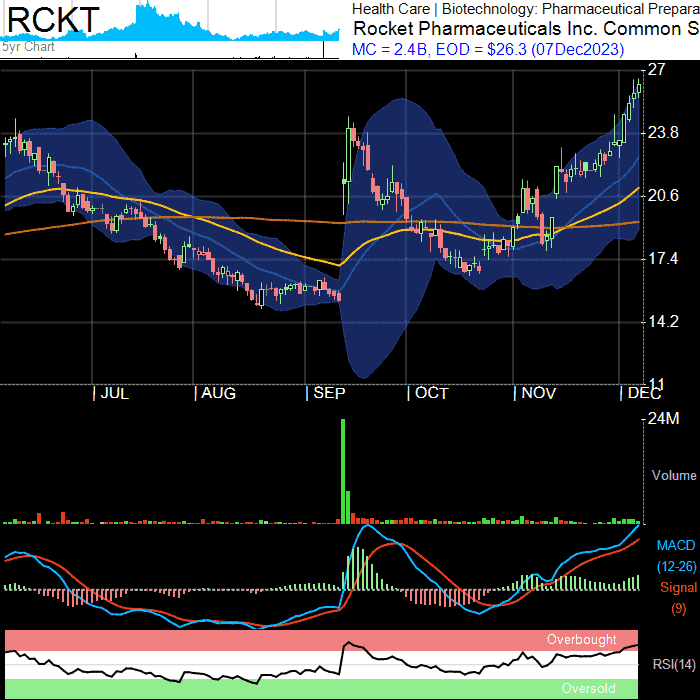 RCKT
5yr Chart
Health Care | Biotechnology: Pharmaceutical Prepara
Rocket Pharmaceuticals Inc. Common S
MC = 2.4B, EOD = $26.3 (07Dec2023)
27
23.8
20.6
17.4
14.2
11
JUL AUG SEP OCT NOV DEC
24M
Volume
MACD
(12-26)
Signal
(9)
Overbought
RSI(14)
Oversold